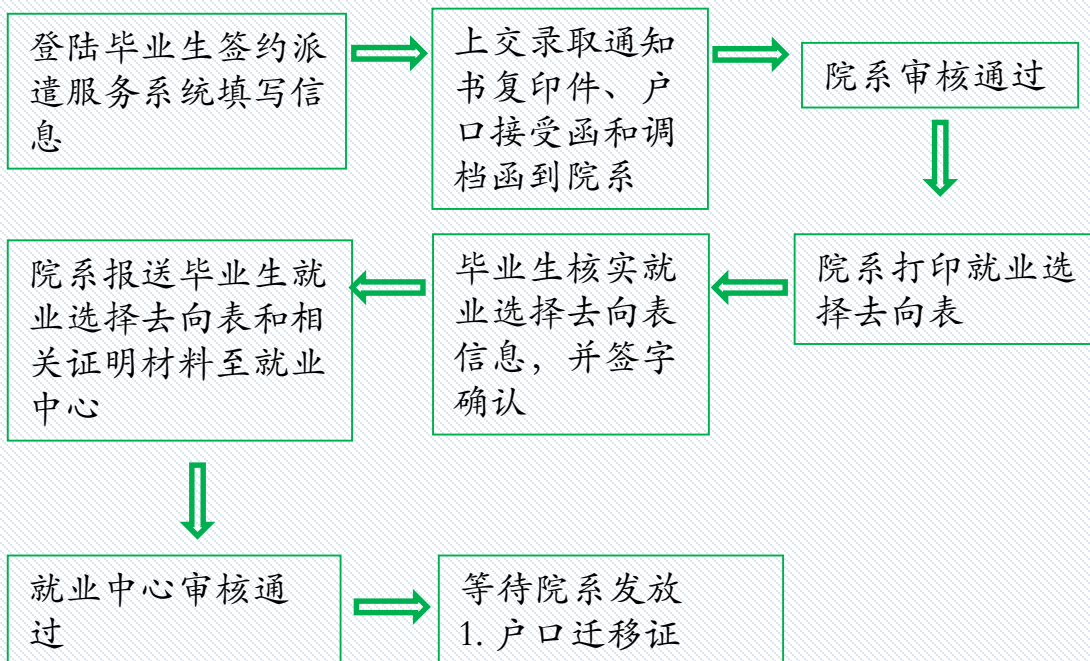 登陆毕业生签约派
遣服务系统填写信
息
上交录取通知
书复印件、户
口接受函和调
档函到院系
院系审核通过
院系打印就业选
择去向表
毕业生核实就
业选择去向表
信息，并签字
确认
院系报送毕业生就
业选择去向表和相
关证明材料至就业
中心
就业中心审核通
过
等待院系发放
1. 户口迁移证